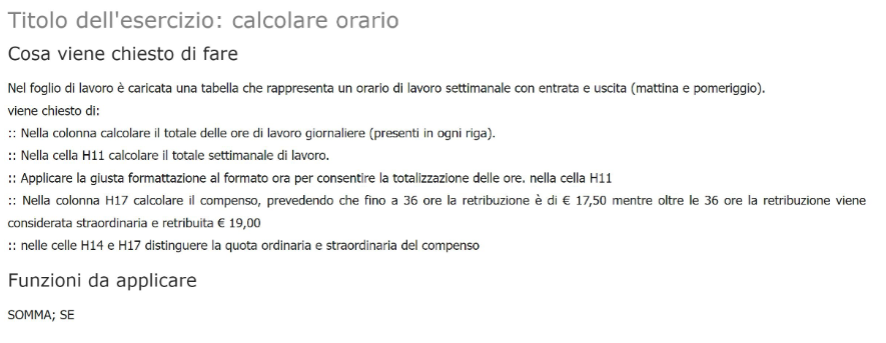 Titolo dell'esercizio: calcolare orario
Cosa viene chiesto di fare
Nel foglio di lavoro è caricata una tabella che rappresenta un orario di lavoro settimanale con entrata e uscita (mattina e pomeriggio).
viene chiesto di:
:: Nella colonna calcolare il totale delle ore di lavoro giornaliere (presenti in ogni riga).
:: Nella cella H11 calcolare il totale settimanale di lavoro.
:: Applicare la giusta formattazione al formato ora per consentire la totalizzazione delle ore. nella cella H11
:: Nella colonna H17 calcolare il compenso, prevedendo che fino a 36 ore la retribuzione è di € 17,50 mentre oltre le 36 ore la retribuzione viene
considerata straordinaria e retribuita € 19,00
:: nelle celle H14 e H17 distinguere la quota ordinaria e straordinaria del compenso
Funzioni da applicare
SOMMA; SE